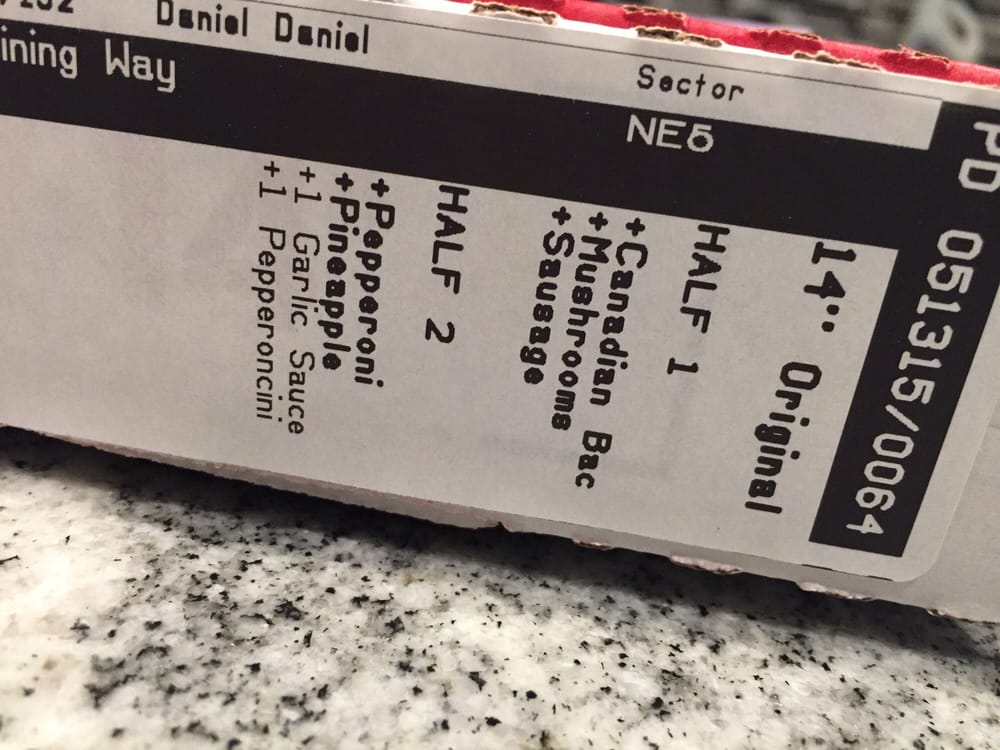 Daniel Daniel
ining Way
Sector
NE6
PD 051315/0064
14" Original
HALF 1
+Canadian Bac
+Mushrooms
+Sausage
HALF 2
+Pepperoni
+Pineapple
+1 Garlic Sauce
+1 Pepperoncini